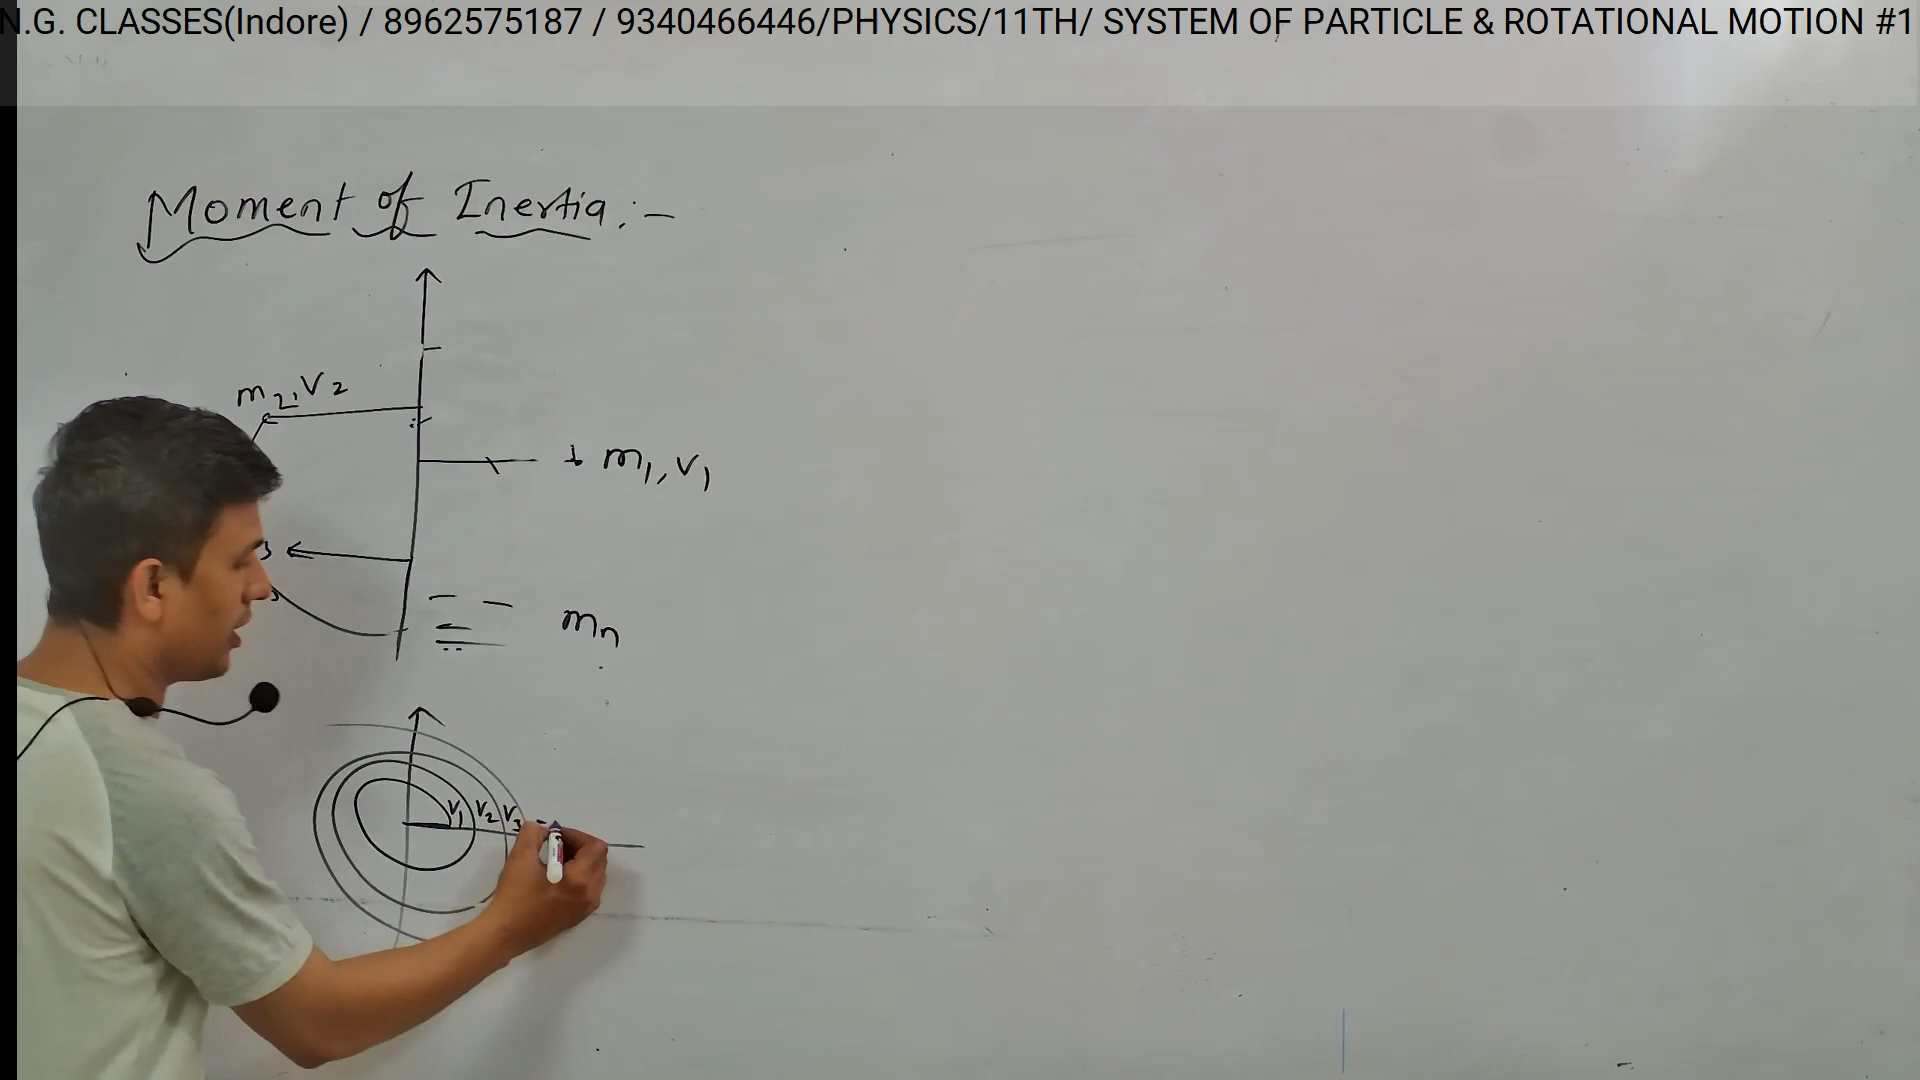 N.G. CLASSES(Indore) / 8962575187 / 9340466446/PHYSICS/11TH/ SYSTEM OF PARTICLE & ROTATIONAL MOTION #1
Moment of Inertia :-
m2, V2
m1, v1
3
mn
V1 V2 V3 -